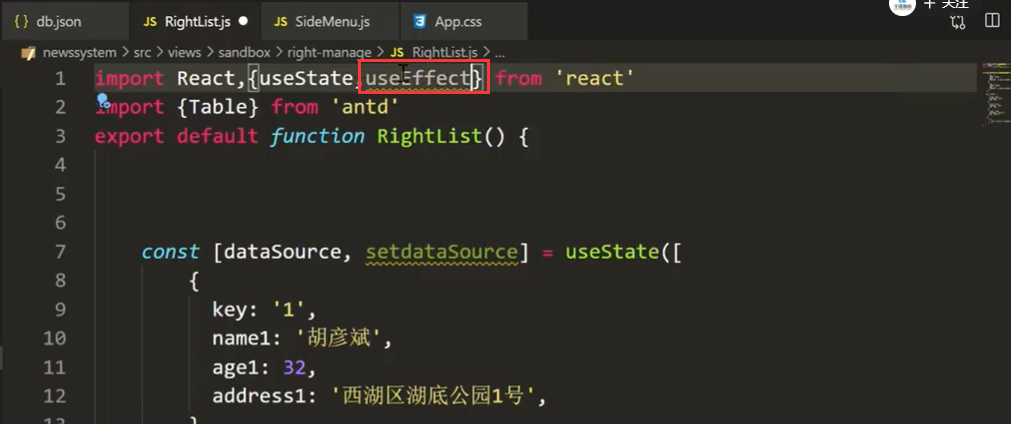 {} db.json JS RightList.js JS SideMenu.js App.css + 关注
newssystem > src > views > sandbox > right-manage > JS RightList.js > ...
1 import React,{useState,useEffect} from 'react'
2 import {Table} from 'antd'
3 export default function RightList() {
4
5
6
7 const [dataSource, setdataSource] = useState([
8 {
9 key: '1',
10 name1: '胡彦斌',
11 age1: 32,
12 address1: '西湖区湖底公园1号',
13 }